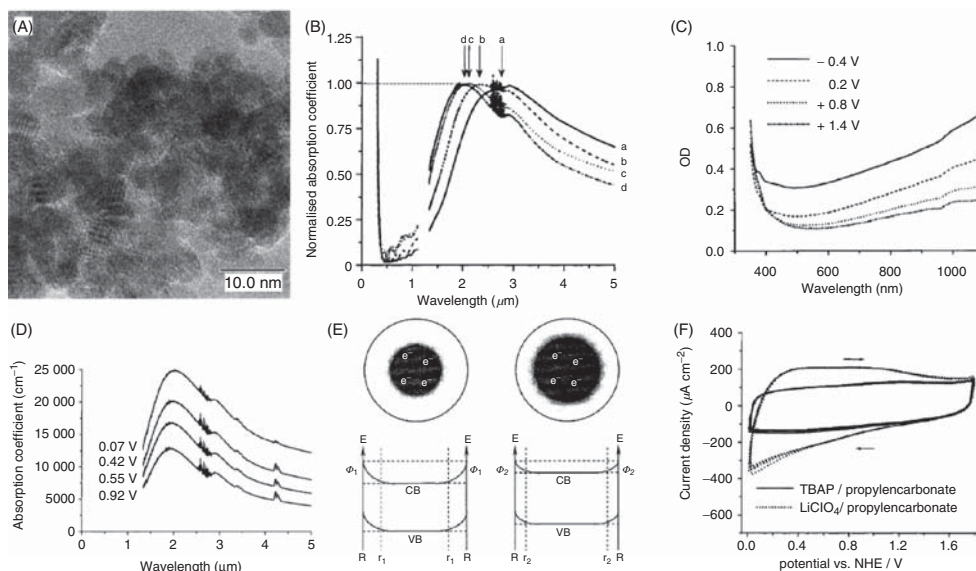 (A)
10.0 nm
(B)
d c b a
Normalised absorption coefficient
1.00
0.75
0.50
0.25
0
a
b
c
d
0 1 2 3 4 5
Wavelength (μm)
(C)
– 0.4 V
0.2 V
+ 0.8 V
+ 1.4 V
OD
1.0
0.8
0.6
0.4
0.2
0.0
400 600 800 1000
Wavelength (nm)
(D)
Absorption coefficient (cm⁻¹)
25 000
20 000
15 000
10 000
5000
0
0.07 V
0.42 V
0.55 V
0.92 V
0 1 2 3 4 5
Wavelength (μm)
(E)
e⁻ e⁻
e⁻ e⁻
e⁻ e⁻
e⁻ e⁻
E E E E
Φ₁ Φ₁ Φ₂ Φ₂
CB CB
VB VB
R r₁ r₁ R R r₂ r₂ R
(F)
Current density (μA cm⁻²)
400
200
0
−200
−400
−600
TBAP / propylencarbonate
LiClO₄/ propylencarbonate
0.0 0.4 0.8 1.2 1.6
potential vs. NHE / V